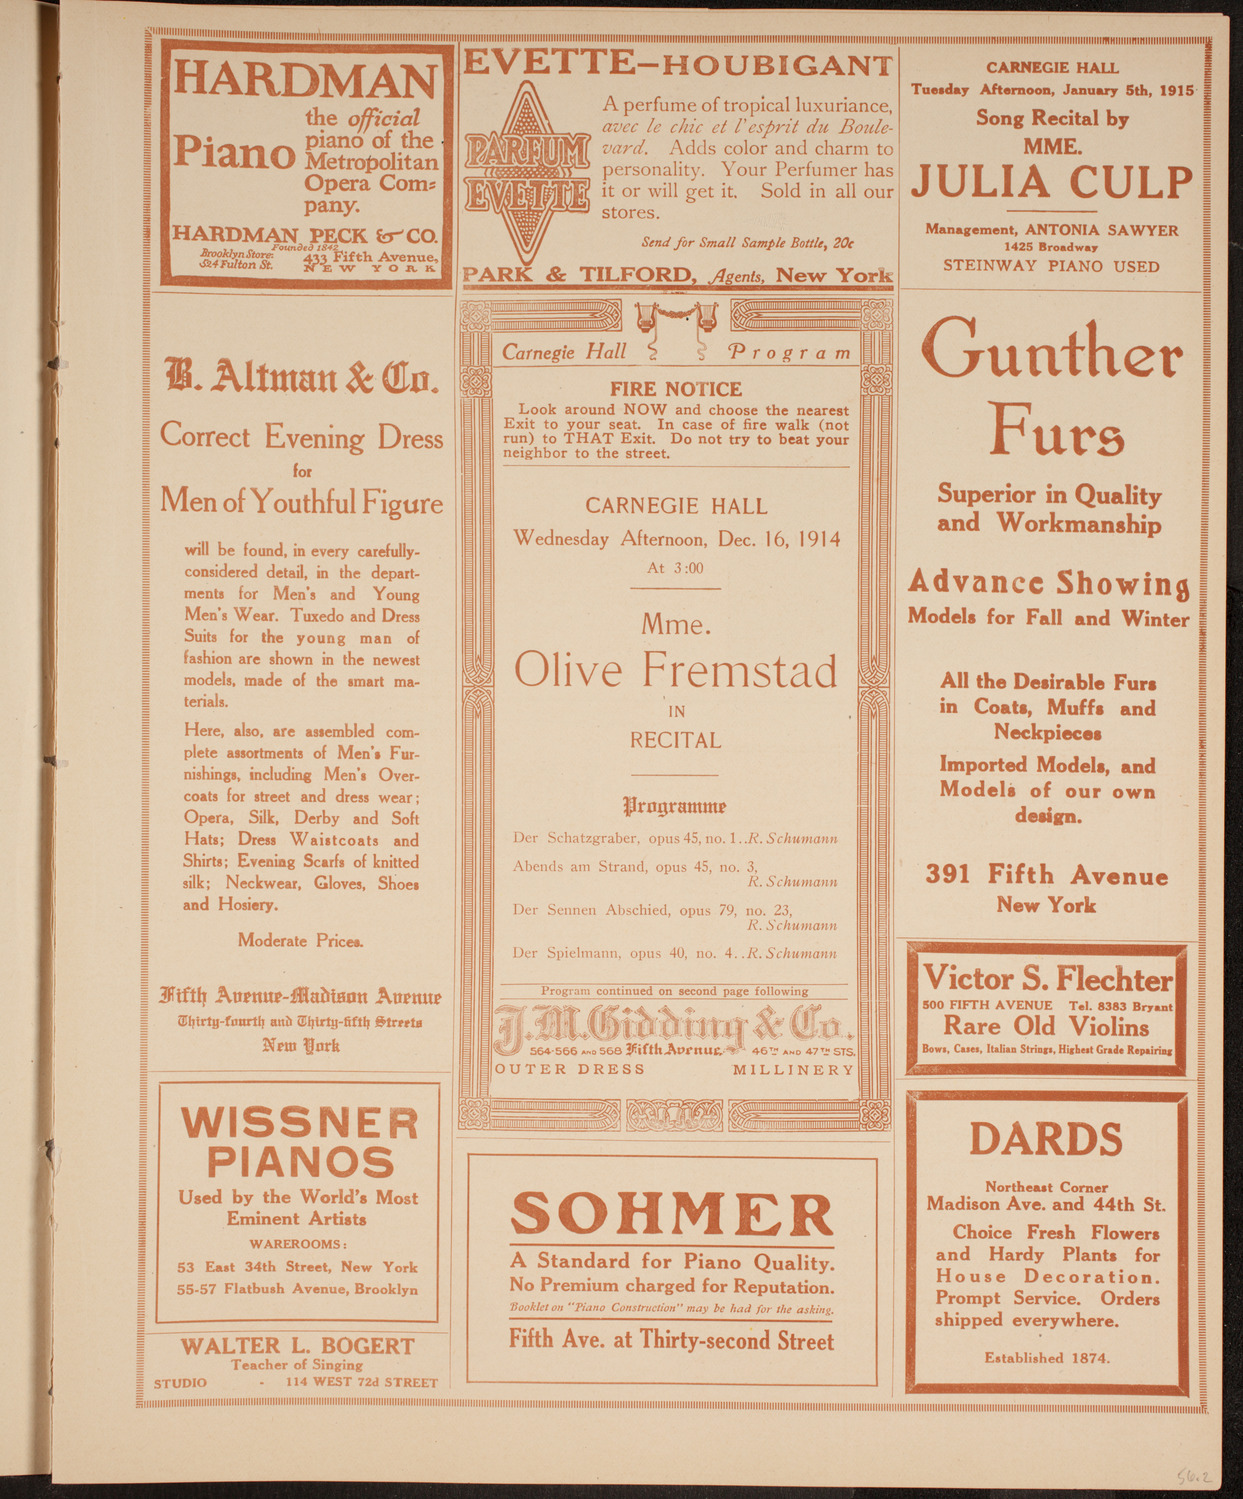 HARDMAN
Piano
the official
piano of the
Metropolitan
Opera Com-
pany.
HARDMAN PECK & CO.
Founded 1842
Brooklyn Store:
524 Fulton St.
433 Fifth Avenue,
NEW YORK
B. Altman & Co.
Correct Evening Dress
for
Men of Youthful Figure
will be found, in every carefully-
considered detail, in the depart-
ments for Men's and Young
Men's Wear. Tuxedo and Dress
Suits for the young man of
fashion are shown in the newest
models, made of the smart ma-
terials.
Here, also, are assembled com-
plete assortments of Men's Fur-
nishings, including Men's Over-
coats for street and dress wear;
Opera, Silk, Derby and Soft
Hats; Dress Waistcoats and
Shirts; Evening Scarfs of knitted
silk; Neckwear, Gloves, Shoes
and Hosiery.
Moderate Prices.
Fifth Avenue-Madison Avenue
Thirty-fourth and Thirty-fifth Streets
New York
WISSNER
PIANOS
Used by the World's Most
Eminent Artists
WAREROOMS:
53 East 34th Street, New York
55-57 Flatbush Avenue, Brooklyn
WALTER L. BOGERT
Teacher of Singing
STUDIO - 114 WEST 72d STREET
EVETTE-HOUBIGANT
PARFUM
EVETTE
A perfume of tropical luxuriance,
avec le chic et l'esprit du Boule-
vard. Adds color and charm to
personality. Your Perfumer has
it or will get it. Sold in all our
stores.
Send for Small Sample Bottle, 20c
PARK & TILFORD, Agents, New York
Carnegie Hall Program
FIRE NOTICE
Look around NOW and choose the nearest
Exit to your seat. In case of fire walk (not
run) to THAT Exit. Do not try to beat your
neighbor to the street.
CARNEGIE HALL
Wednesday Afternoon, Dec. 16, 1914
At 3:00
Mme.
Olive Fremstad
IN
RECITAL
Programme
Der Schatzgraber, opus 45, no. 1..R. Schumann
Abends am Strand, opus 45, no. 3,
R. Schumann
Der Sennen Abschied, opus 79, no. 23,
R. Schumann
Der Spielmann, opus 40, no. 4..R. Schumann
Program continued on second page following
J.M. Gidding & Co.
564-566 AND 568 Fifth Avenue. 46TH AND 47TH STS.
OUTER DRESS MILLINERY
SOHMER
A Standard for Piano Quality.
No Premium charged for Reputation.
Booklet on "Piano Construction" may be had for the asking.
Fifth Ave. at Thirty-second Street
CARNEGIE HALL
Tuesday Afternoon, January 5th, 1915
Song Recital by
MME.
JULIA CULP
Management, ANTONIA SAWYER
1425 Broadway
STEINWAY PIANO USED
Gunther
Furs
Superior in Quality
and Workmanship
Advance Showing
Models for Fall and Winter
All the Desirable Furs
in Coats, Muffs and
Neckpieces
Imported Models, and
Models of our own
design.
391 Fifth Avenue
New York
Victor S. Flechter
500 FIFTH AVENUE Tel. 8383 Bryant
Rare Old Violins
Bows, Cases, Italian Strings, Highest Grade Repairing
DARDS
Northeast Corner
Madison Ave. and 44th St.
Choice Fresh Flowers
and Hardy Plants for
House Decoration.
Prompt Service. Orders
shipped everywhere.
Established 1874.
56.2